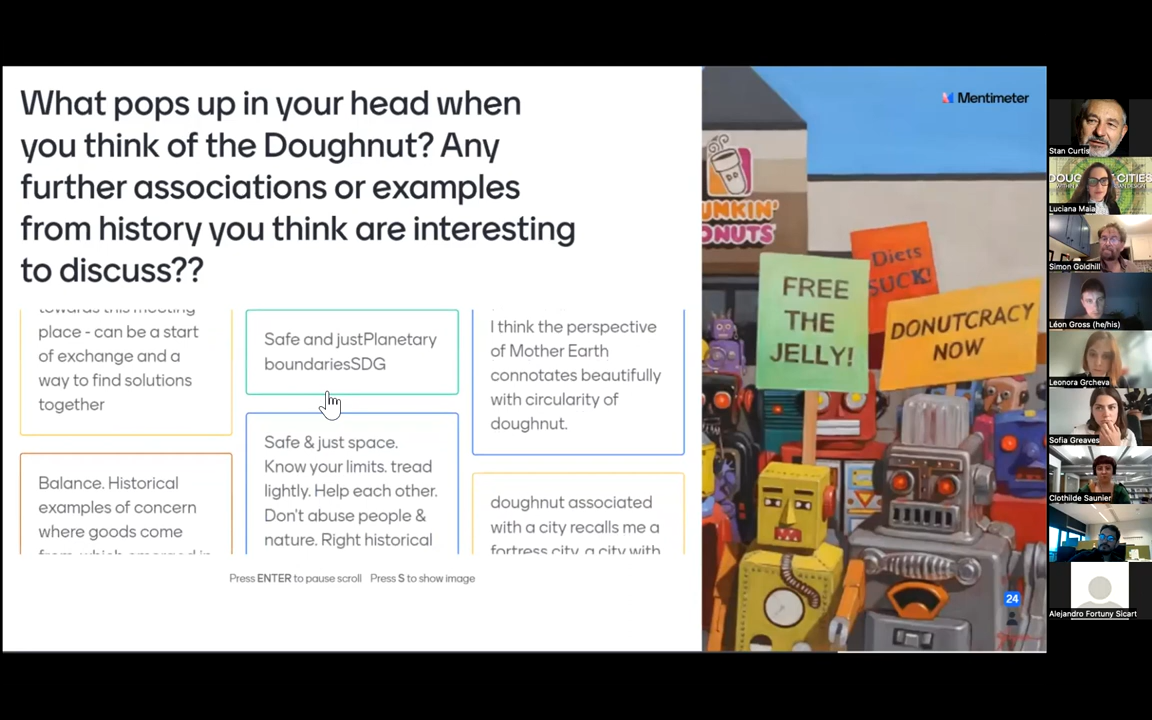 What pops up in your head when
you think of the Doughnut? Any
further associations or examples
from history you think are interesting
to discuss??
towards this meeting
place - can be a start
of exchange and a
way to find solutions
together
Balance. Historical
examples of concern
where goods come
from, which emerged in
Safe and justPlanetary
boundariesSDG
Safe & just space.
Know your limits. tread
lightly. Help each other.
Don't abuse people &
nature. Right historical
I think the perspective
of Mother Earth
connotates beautifully
with circularity of
doughnut.
doughnut associated
with a city recalls me a
fortress city, a city with
Press ENTER to pause scroll Press S to show image
Mentimeter
UNKIN'
ONUTS
Diets
SUCK!
FREE
THE
JELLY!
DONUTCRACY
NOW
24
Stan Curtis
Luciana Maia
Simon Goldhill
Léon Gross (he/his)
Leonora Grcheva
Sofia Greaves
Clothilde Saunier
Alejandro Fortuny Sicart